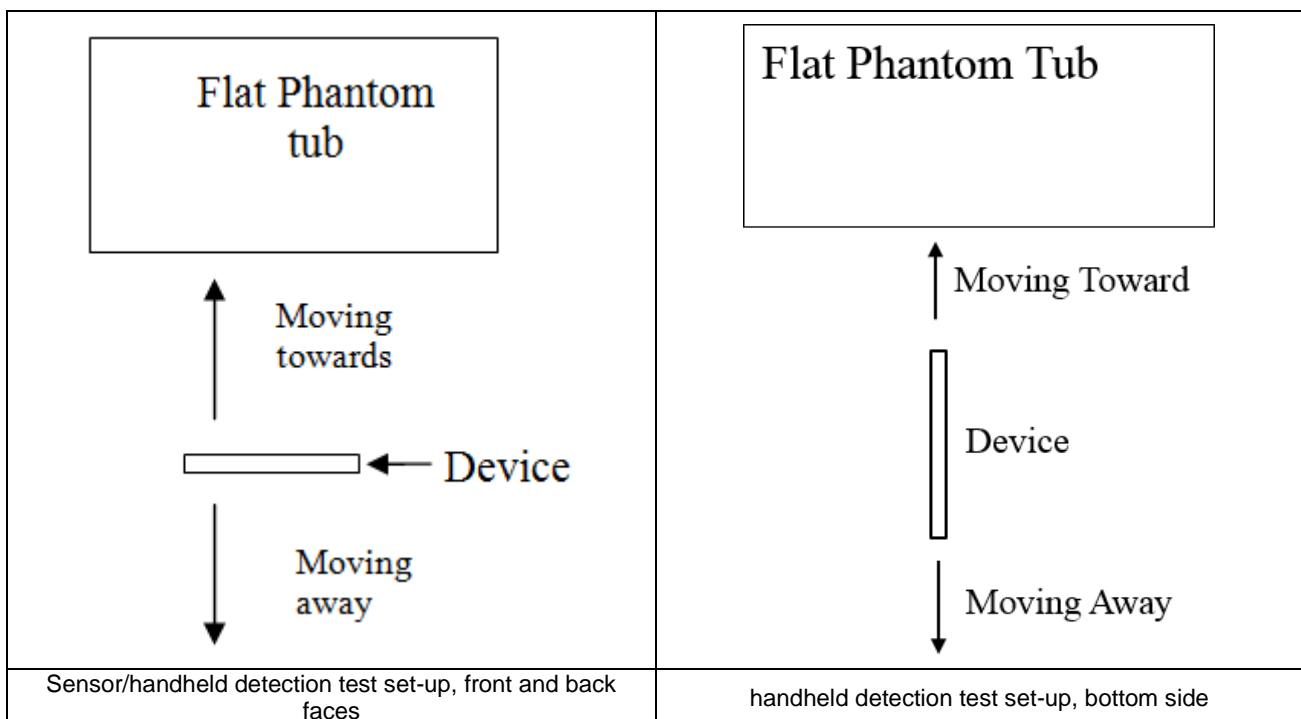 Flat Phantom
tub
Moving
towards
Device
Moving
away
Sensor/handheld detection test set-up, front and back
faces
Flat Phantom Tub
Moving Toward
Device
Moving Away
handheld detection test set-up, bottom side